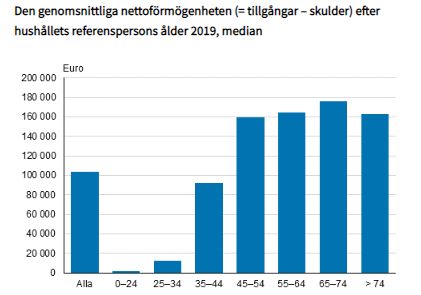 Den genomsnittliga nettoförmögenheten (= tillgångar – skulder) efter
hushållets referenspersons ålder 2019, median
Euro
200 000
180 000
160 000
140 000
120 000
100 000
80 000
60 000
40 000
20 000
0
Alla 0–24 25–34 35–44 45–54 55–64 65–74 > 74